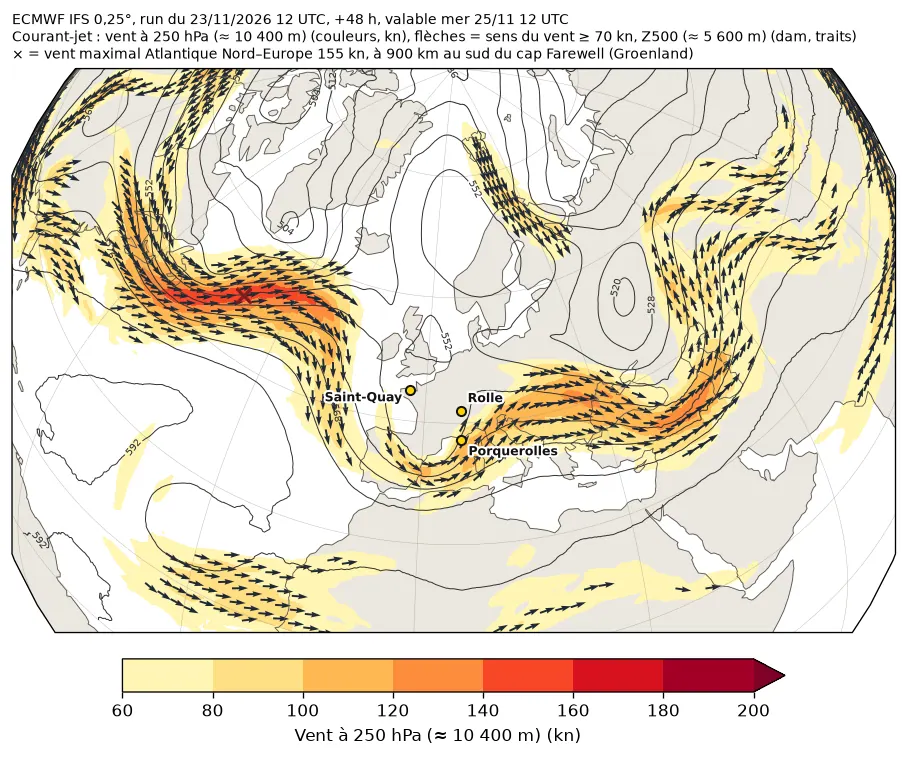 ECMWF IFS 0,25°, run du 23/11/2026 12 UTC, +48 h, valable mer 25/11 12 UTC
Courant-jet : vent à 250 hPa (≈ 10 400 m) (couleurs, kn), flèches = sens du vent ≥ 70 kn, Z500 (≈ 5 600 m) (dam, traits)
× = vent maximal Atlantique Nord–Europe 155 kn, à 900 km au sud du cap Farewell (Groenland)
552
552
504
520
528
552
Saint-Quay
Rolle
Porquerolles
592
592
60 80 100 120 140 160 180 200
Vent à 250 hPa (≈ 10 400 m) (kn)